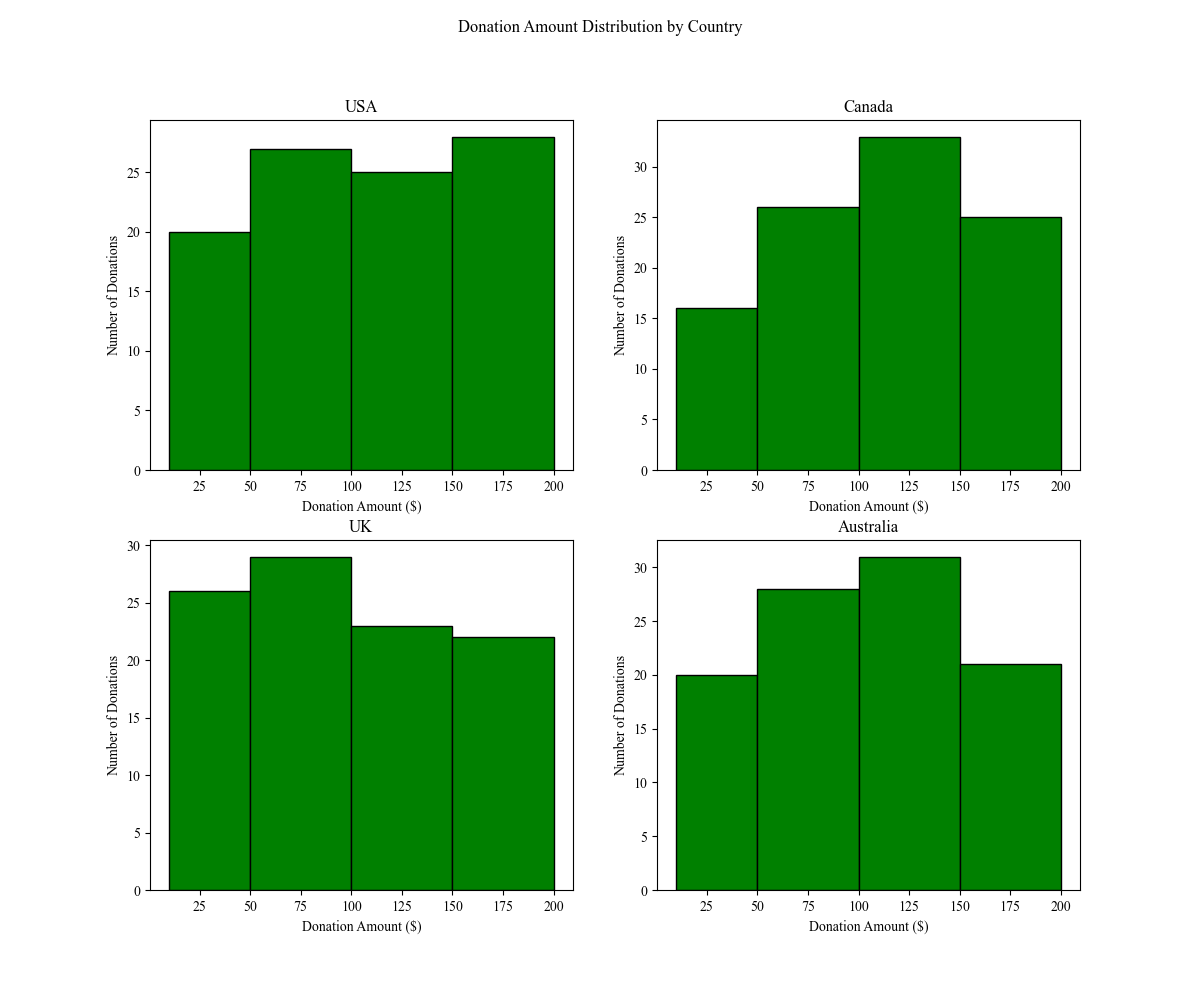 Donation Amount Distribution by Country
USA
Number of Donations
25
20
15
10
5
0
25 50 75 100 125 150 175 200
Donation Amount ($)
Canada
Number of Donations
30
25
20
15
10
5
0
25 50 75 100 125 150 175 200
Donation Amount ($)
UK
Number of Donations
30
25
20
15
10
5
0
25 50 75 100 125 150 175 200
Donation Amount ($)
Australia
Number of Donations
30
25
20
15
10
5
0
25 50 75 100 125 150 175 200
Donation Amount ($)